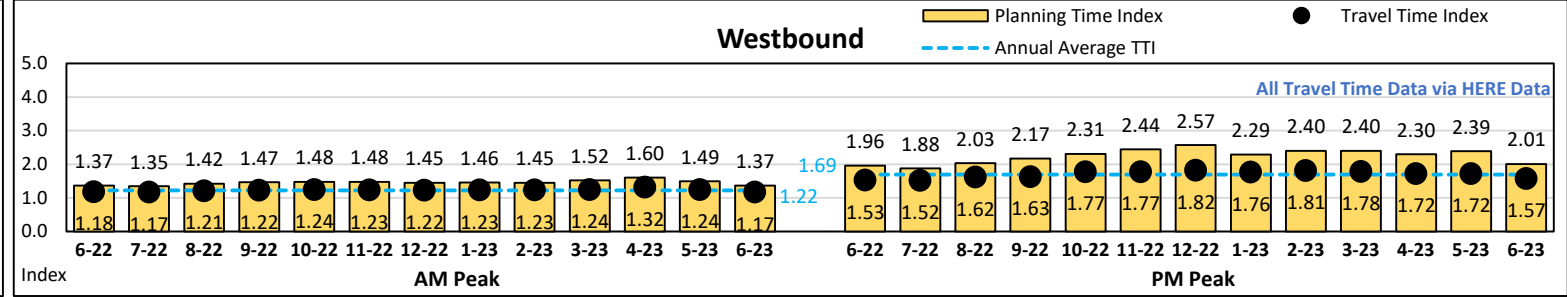 Westbound
Planning Time Index
Travel Time Index
Annual Average TTI
All Travel Time Data via HERE Data
5.0
4.0
3.0
2.0
1.0
0.0
Index
1.37 1.35 1.42 1.47 1.48 1.48 1.45 1.46 1.45 1.52 1.60 1.49 1.37
1.69
1.22
1.18 1.17 1.21 1.22 1.24 1.23 1.22 1.23 1.23 1.24 1.32 1.24 1.17
6-22 7-22 8-22 9-22 10-22 11-22 12-22 1-23 2-23 3-23 4-23 5-23 6-23
AM Peak
1.96 1.88 2.03 2.17 2.31 2.44 2.57 2.29 2.40 2.40 2.30 2.39 2.01
1.53 1.52 1.62 1.63 1.77 1.77 1.82 1.76 1.81 1.78 1.72 1.72 1.57
6-22 7-22 8-22 9-22 10-22 11-22 12-22 1-23 2-23 3-23 4-23 5-23 6-23
PM Peak